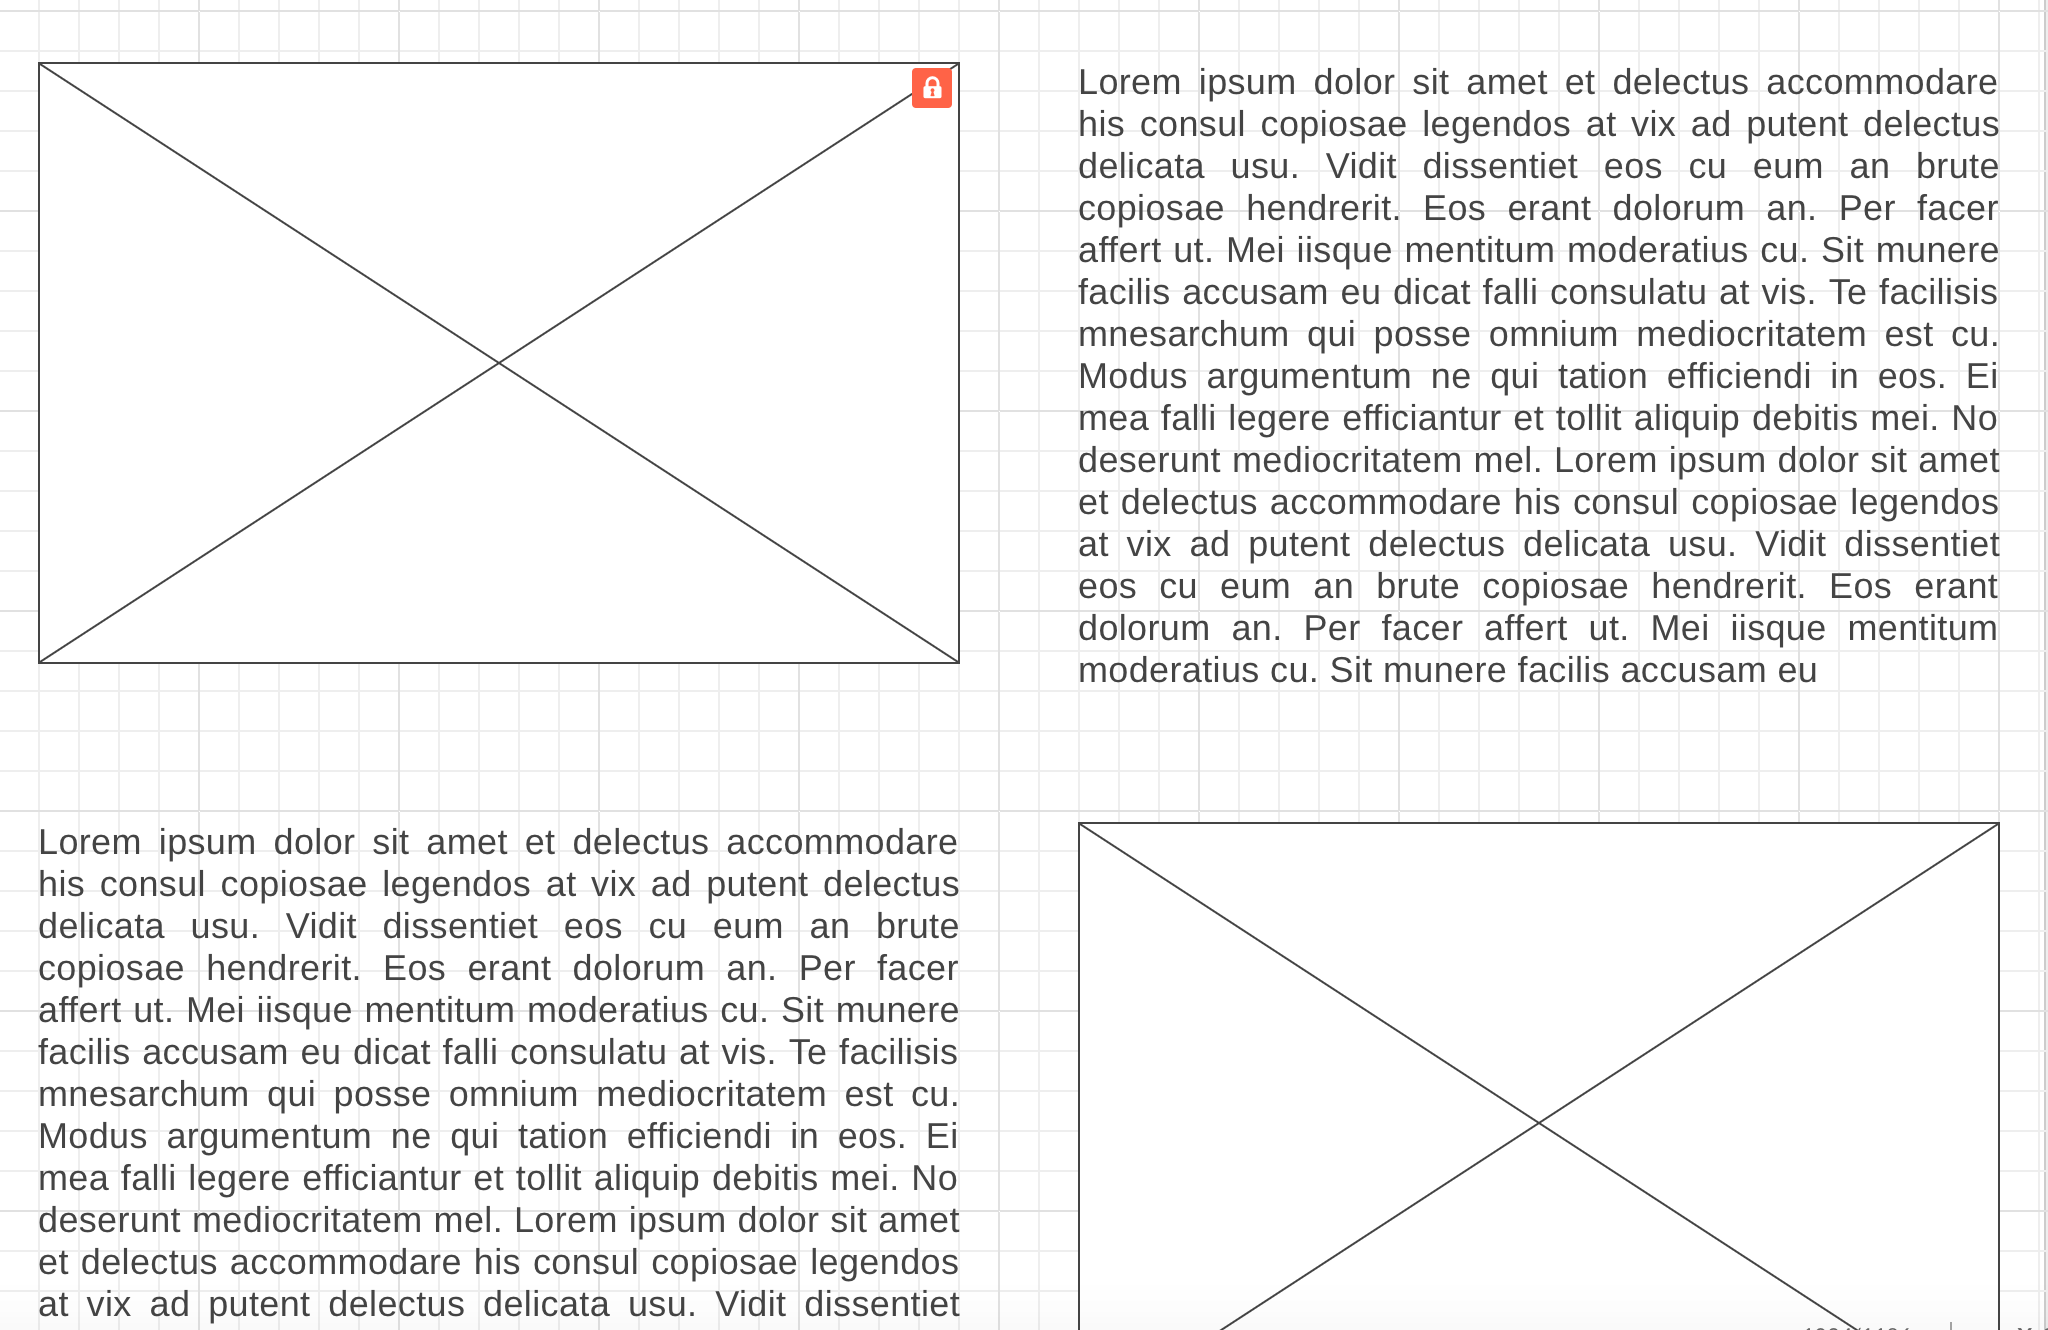 Lorem ipsum dolor sit amet et delectus accommodare
his consul copiosae legendos at vix ad putent delectus
delicata usu. Vidit dissentiet eos cu eum an brute
copiosae hendrerit. Eos erant dolorum an. Per facer
affert ut. Mei iisque mentitum moderatius cu. Sit munere
facilis accusam eu dicat falli consulatu at vis. Te facilisis
mnesarchum qui posse omnium mediocritatem est cu.
Modus argumentum ne qui tation efficiendi in eos. Ei
mea falli legere efficiantur et tollit aliquip debitis mei. No
deserunt mediocritatem mel. Lorem ipsum dolor sit amet
et delectus accommodare his consul copiosae legendos
at vix ad putent delectus delicata usu. Vidit dissentiet
eos cu eum an brute copiosae hendrerit. Eos erant
dolorum an. Per facer affert ut. Mei iisque mentitum
moderatius cu. Sit munere facilis accusam eu
Lorem ipsum dolor sit amet et delectus accommodare
his consul copiosae legendos at vix ad putent delectus
delicata usu. Vidit dissentiet eos cu eum an brute
copiosae hendrerit. Eos erant dolorum an. Per facer
affert ut. Mei iisque mentitum moderatius cu. Sit munere
facilis accusam eu dicat falli consulatu at vis. Te facilisis
mnesarchum qui posse omnium mediocritatem est cu.
Modus argumentum ne qui tation efficiendi in eos. Ei
mea falli legere efficiantur et tollit aliquip debitis mei. No
deserunt mediocritatem mel. Lorem ipsum dolor sit amet
et delectus accommodare his consul copiosae legendos
at vix ad putent delectus delicata usu. Vidit dissentiet